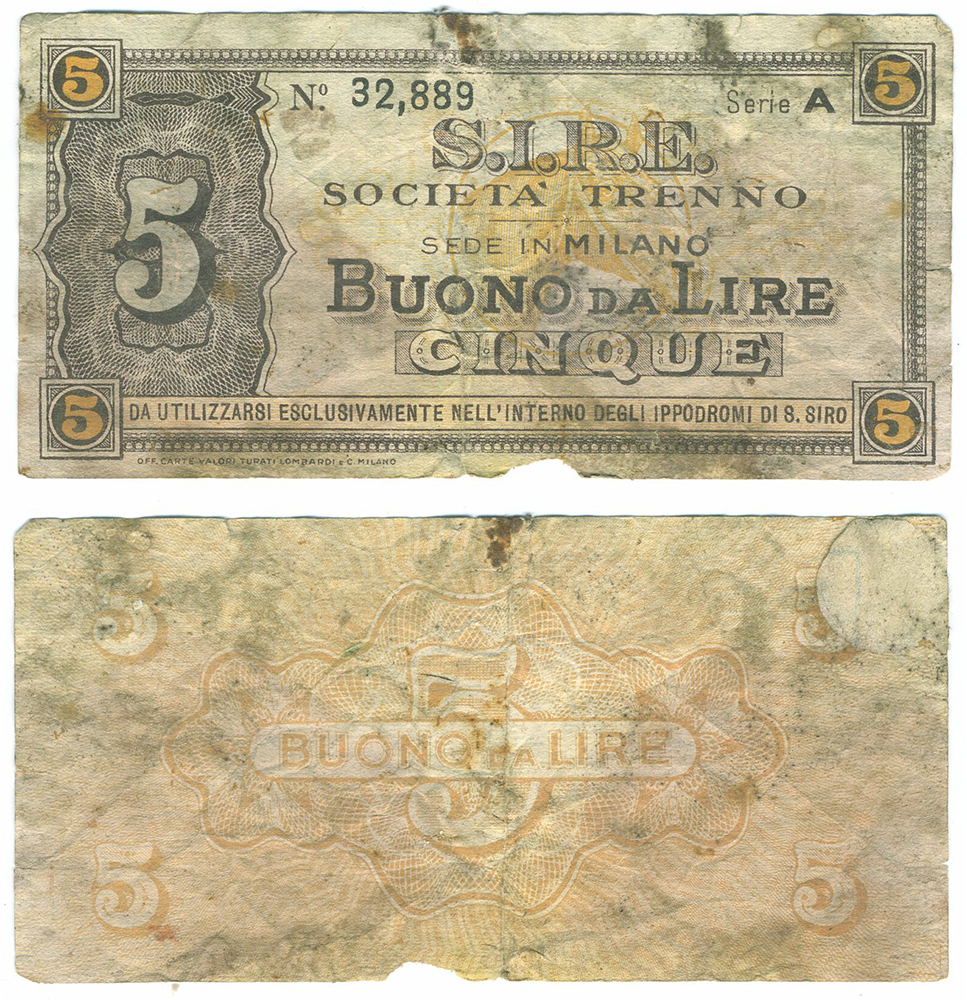 5 5
Nº 32,889 Serie A
S.I.R.E.
SOCIETA' TRENNO
5
SEDE IN MILANO
BUONO DA LIRE
CINQUE
5 DA UTILIZZARSI ESCLUSIVAMENTE NELL'INTERNO DEGLI IPPODROMI DI S. SIRO 5
OFF. CARTE VALORI TURATI LOMBARDI E C. MILANO
5 5
5
BUONO DA LIRE
5 5